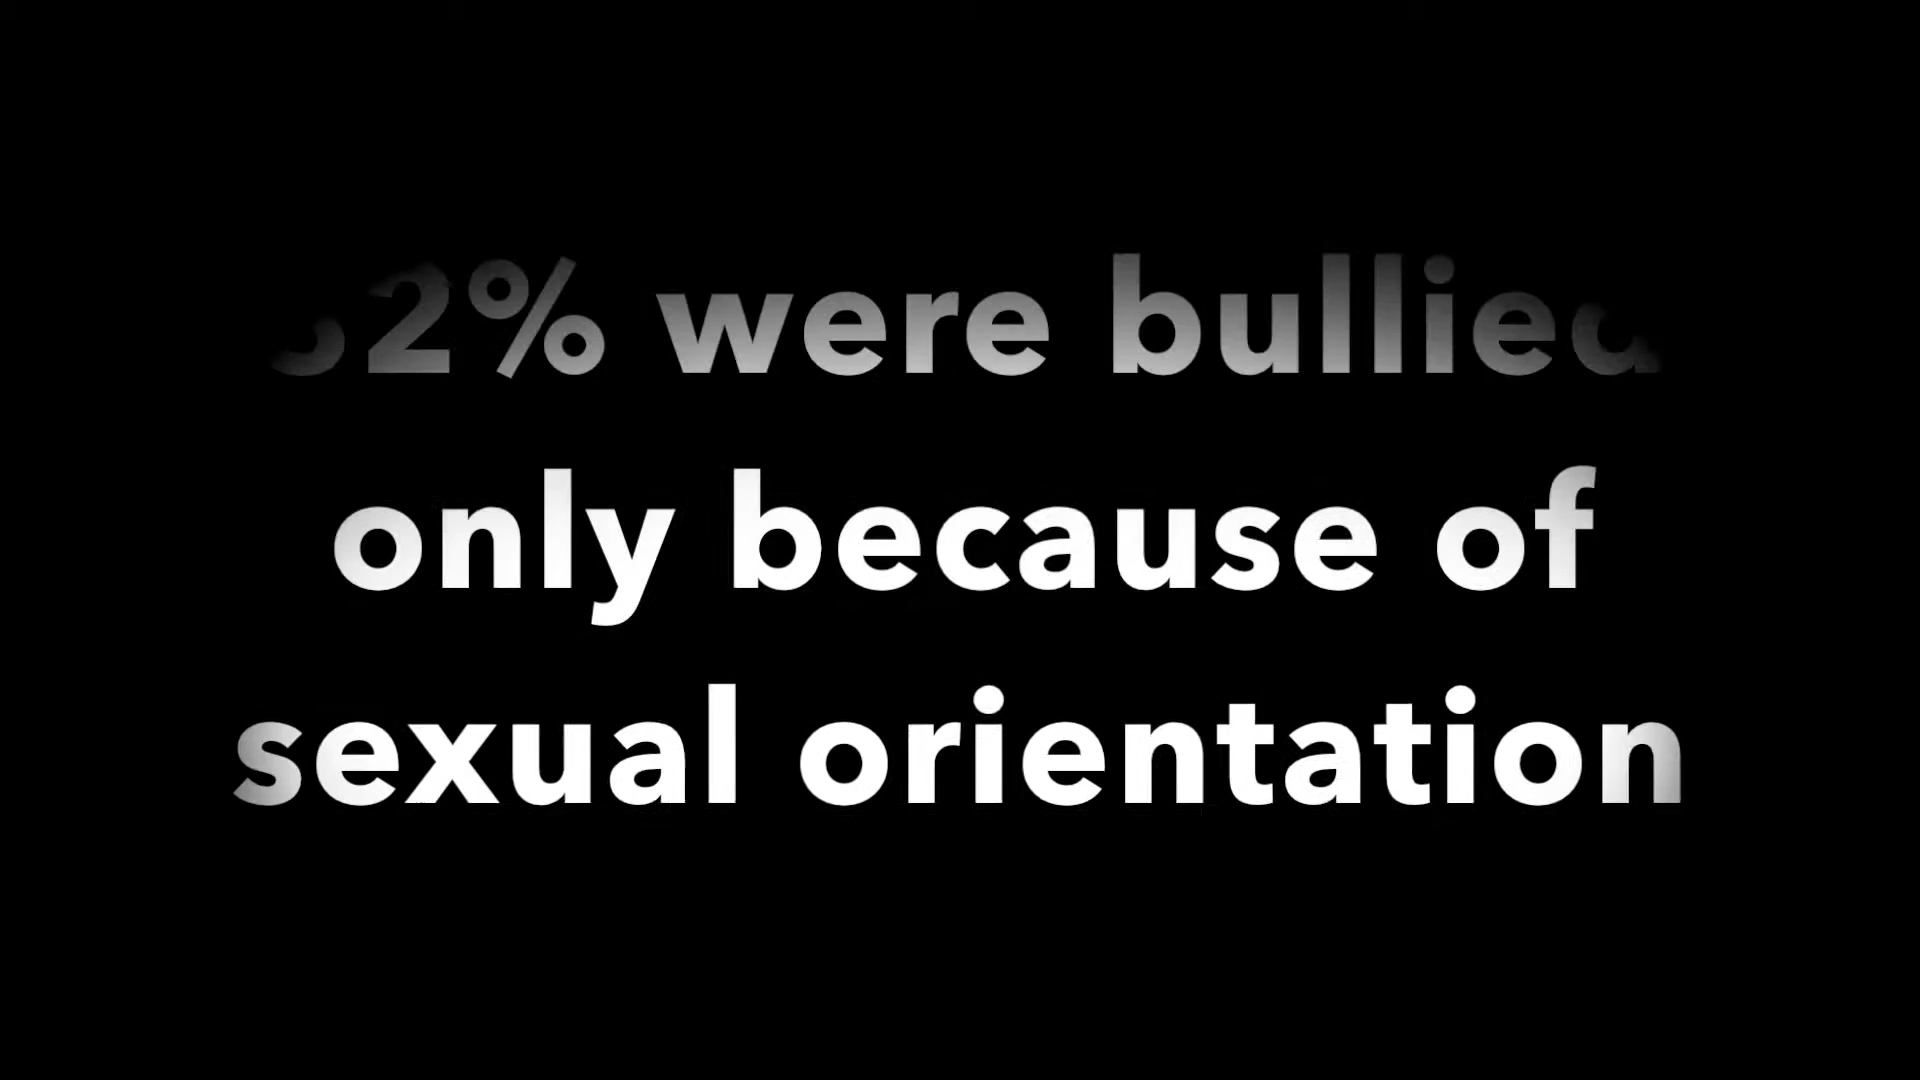 were bullied
only because of
sexual orientation